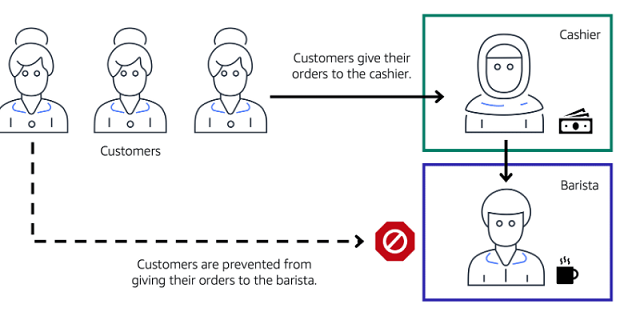 Cashier
Customers give their
orders to the cashier.
Customers
Barista
Customers are prevented from
giving their orders to the barista.